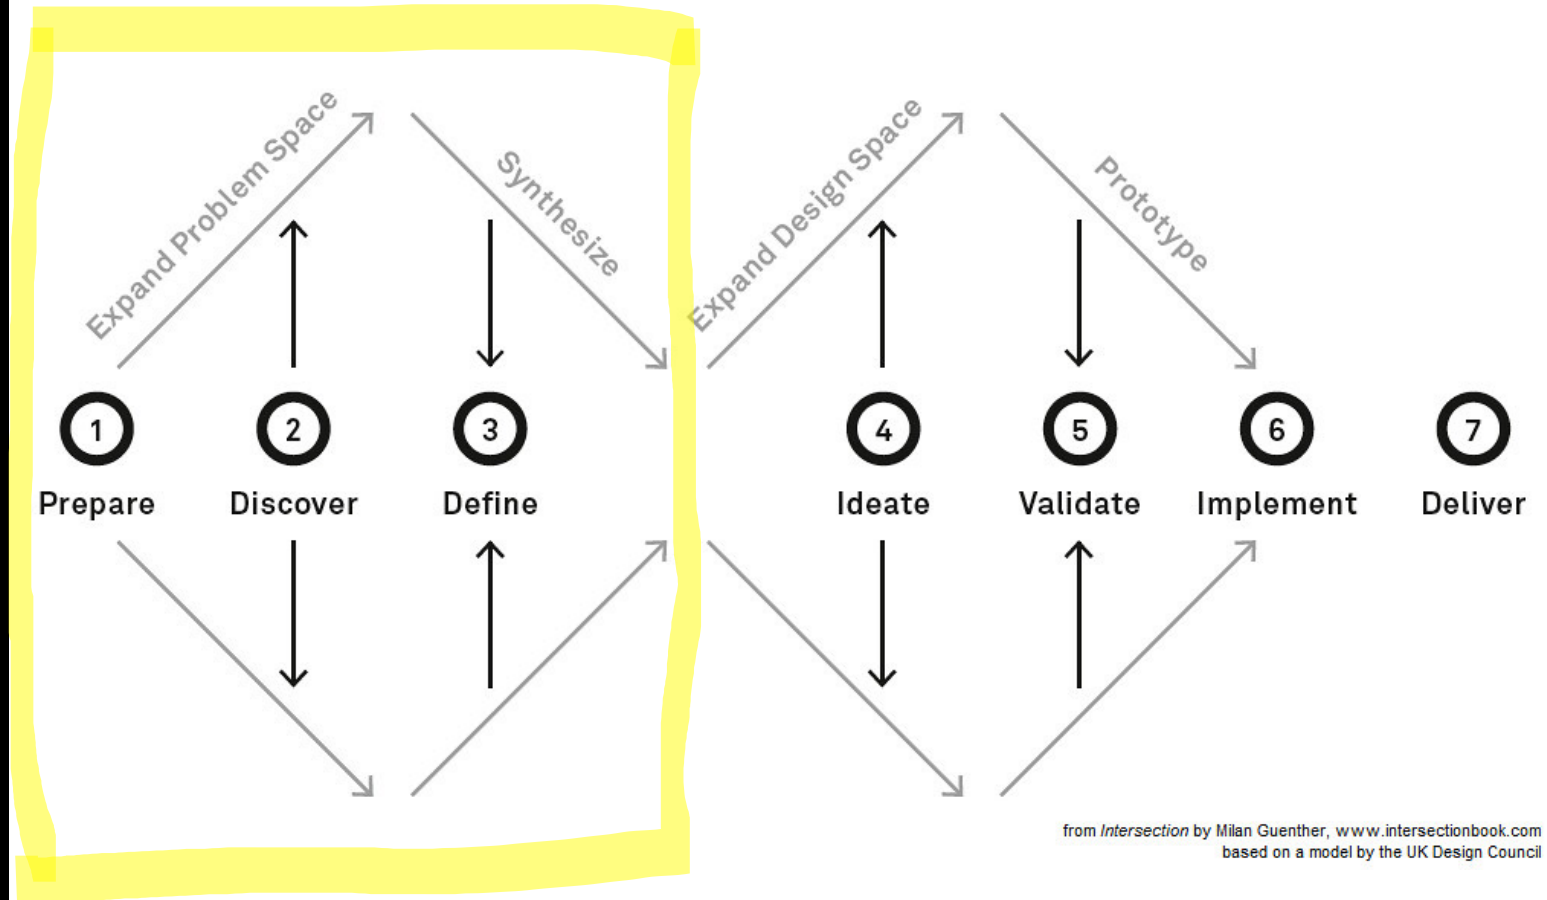 Expand Problem Space
Synthesize
Expand Design Space
Prototype
1
2
3
4
5
6
7
Prepare
Discover
Define
Ideate
Validate
Implement
Deliver
from Intersection by Milan Guenther, www.intersectionbook.com
based on a model by the UK Design Council